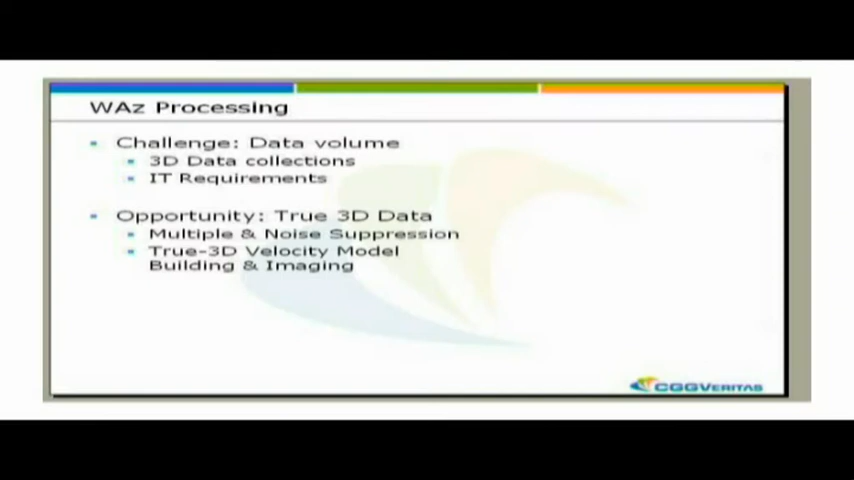 WAz Processing
Challenge: Data volume
3D Data collections
IT Requirements
Opportunity: True 3D Data
Multiple & Noise Suppression
True-3D Velocity Model
Building & Imaging
CGGVERITAS